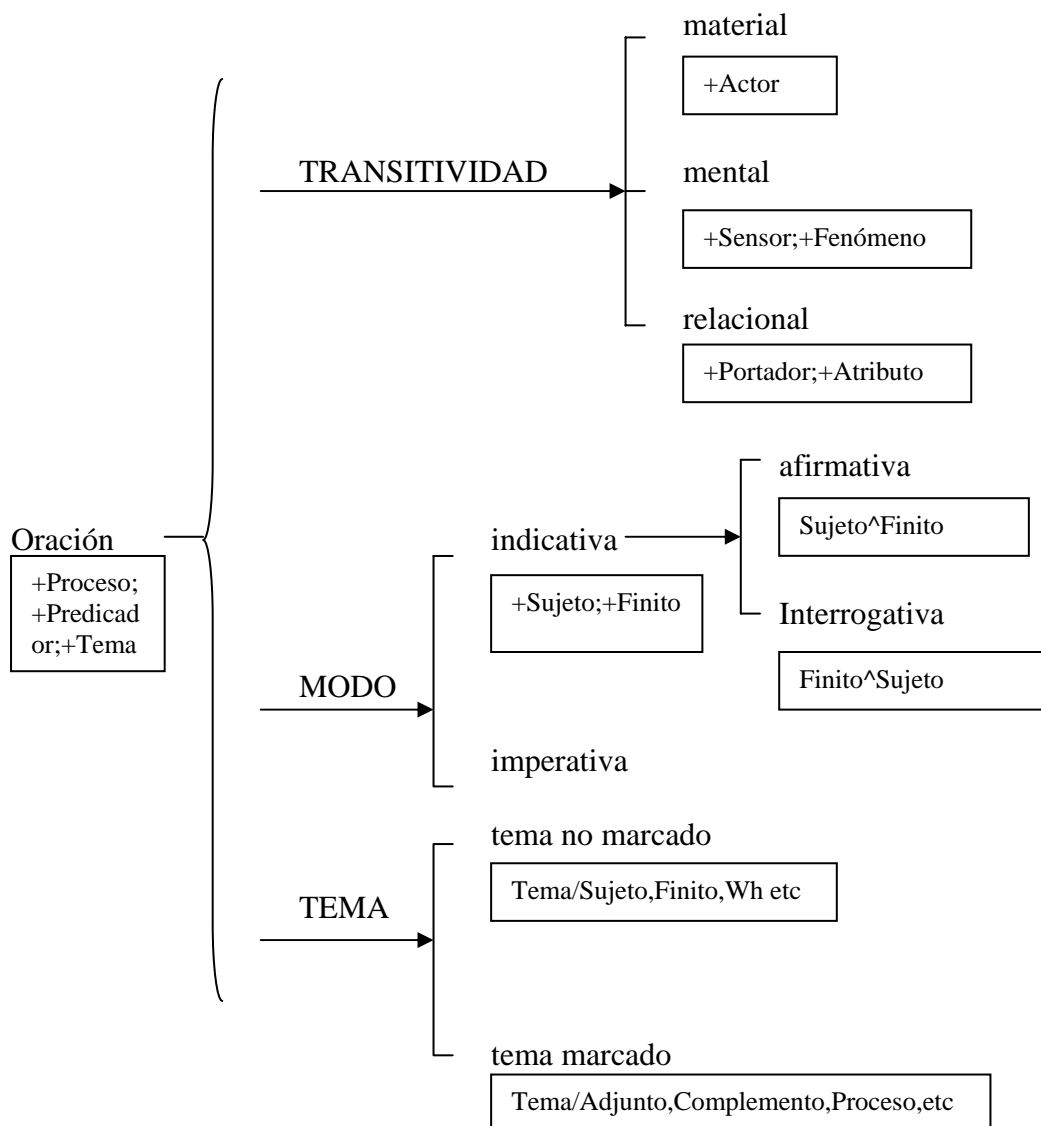 material
+Actor
TRANSITIVIDAD
mental
+Sensor;+Fenómeno
relacional
+Portador;+Atributo
afirmativa
Sujeto^Finito
Oración
+Proceso;
+Predicad
or;+Tema
indicativa
+Sujeto;+Finito
Interrogativa
Finito^Sujeto
MODO
imperativa
tema no marcado
Tema/Sujeto,Finito,Wh etc
TEMA
tema marcado
Tema/Adjunto,Complemento,Proceso,etc